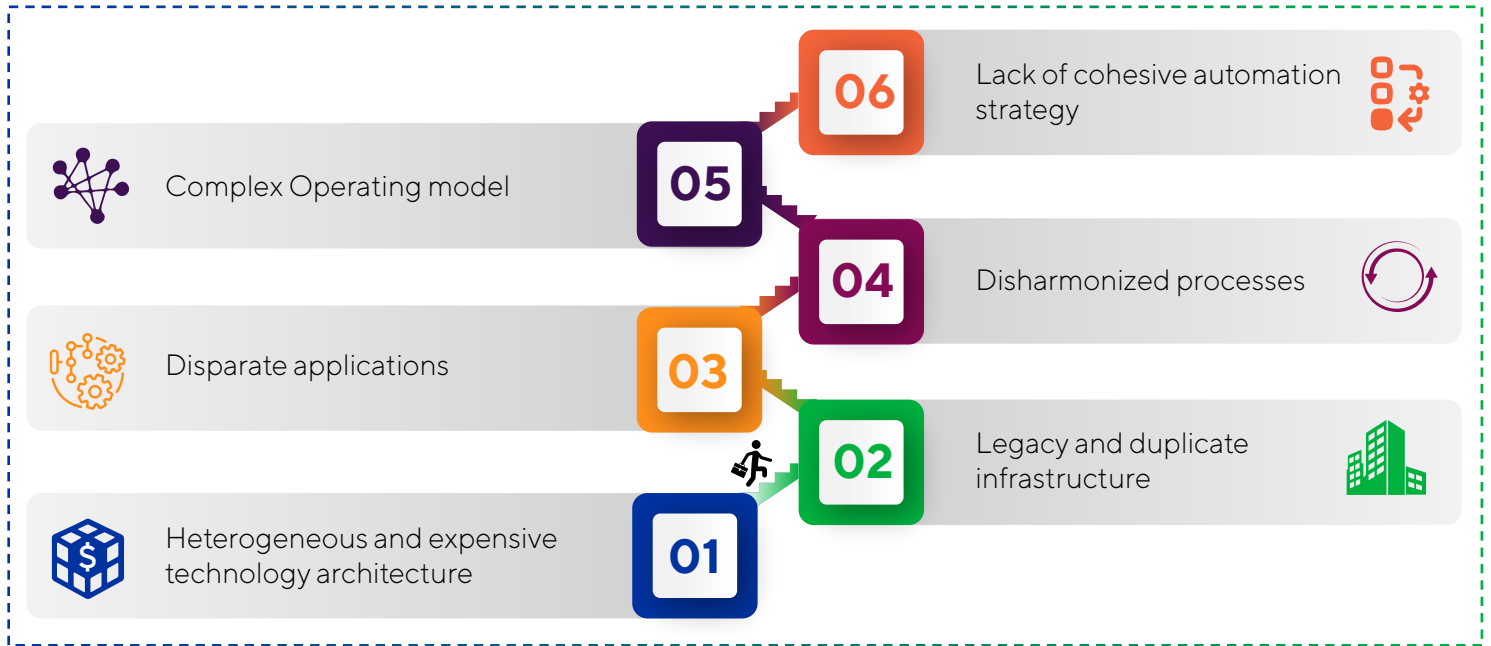 06
Lack of cohesive automation
strategy
05
Complex Operating model
04
Disharmonized processes
03
Disparate applications
02
Legacy and duplicate
infrastructure
01
Heterogeneous and expensive
technology architecture
$